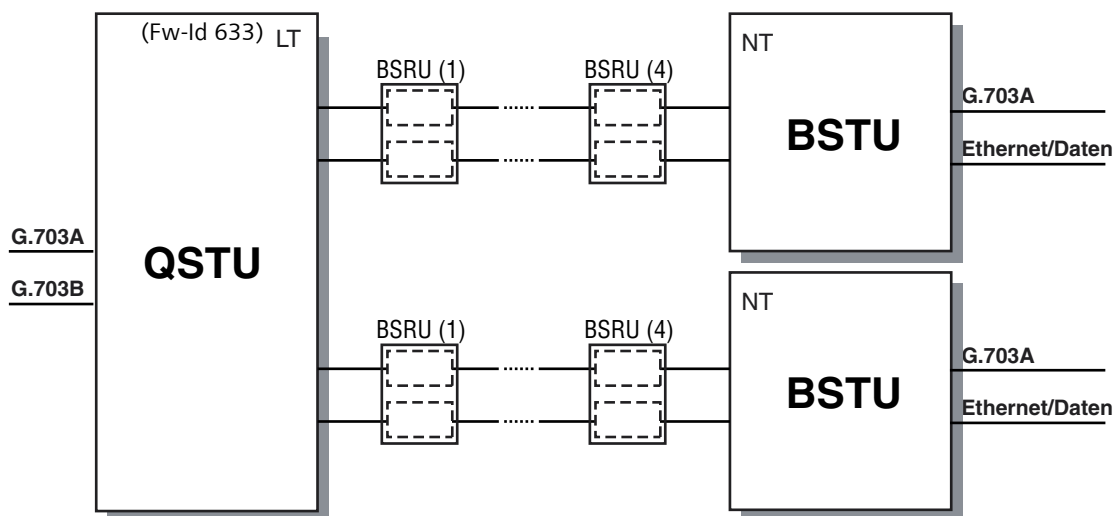 (Fw-Id 633) LT
BSRU (1)
BSRU (4)
NT
BSTU
G.703A
Ethernet/Daten
G.703A
G.703B
QSTU
BSRU (1)
BSRU (4)
NT
BSTU
G.703A
Ethernet/Daten